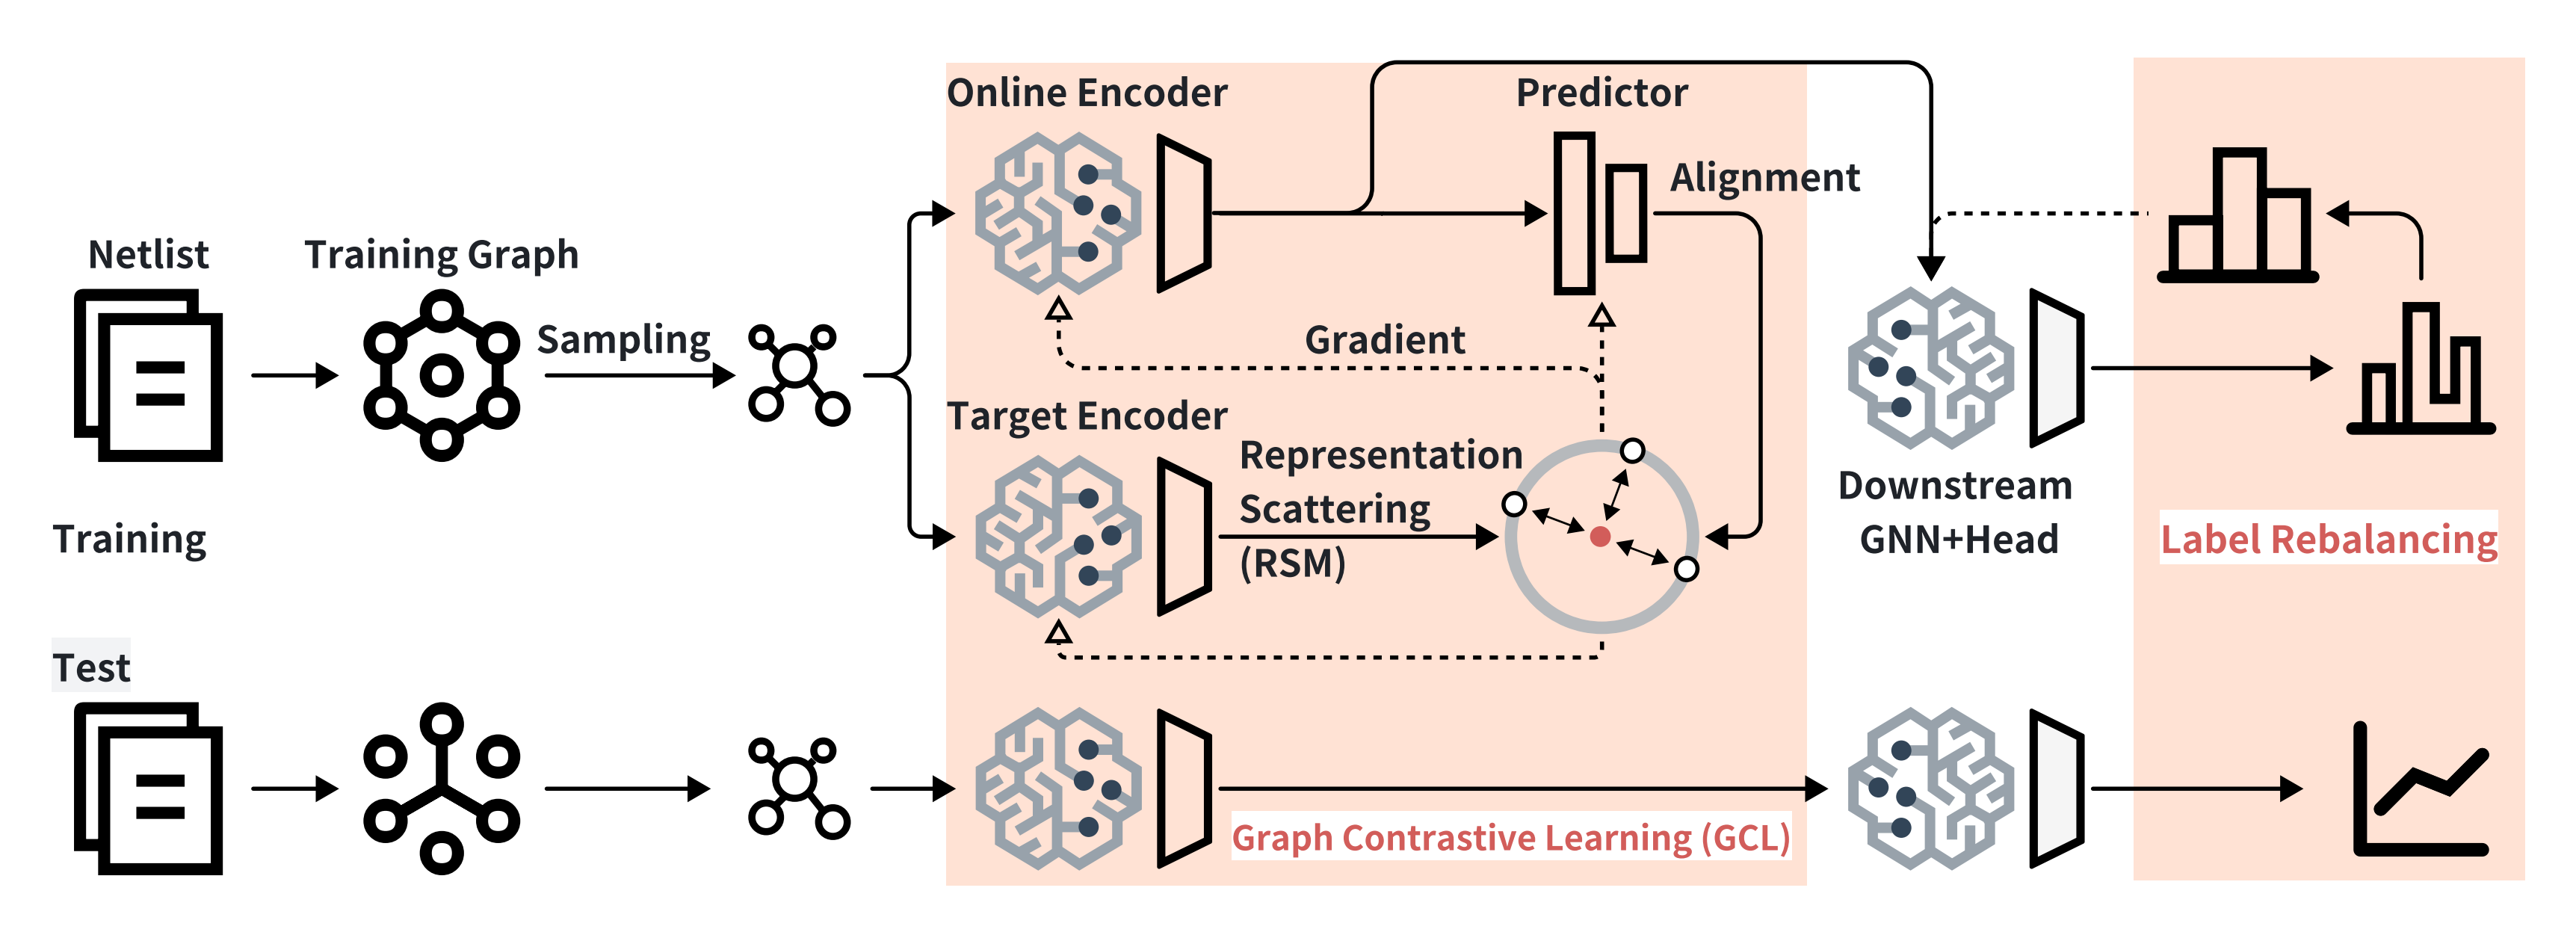 Online Encoder
Predictor
Alignment
Netlist
Training Graph
Sampling
Gradient
Target Encoder
Representation
Scattering
(RSM)
Downstream
GNN+Head
Label Rebalancing
Training
Test
Graph Contrastive Learning (GCL)